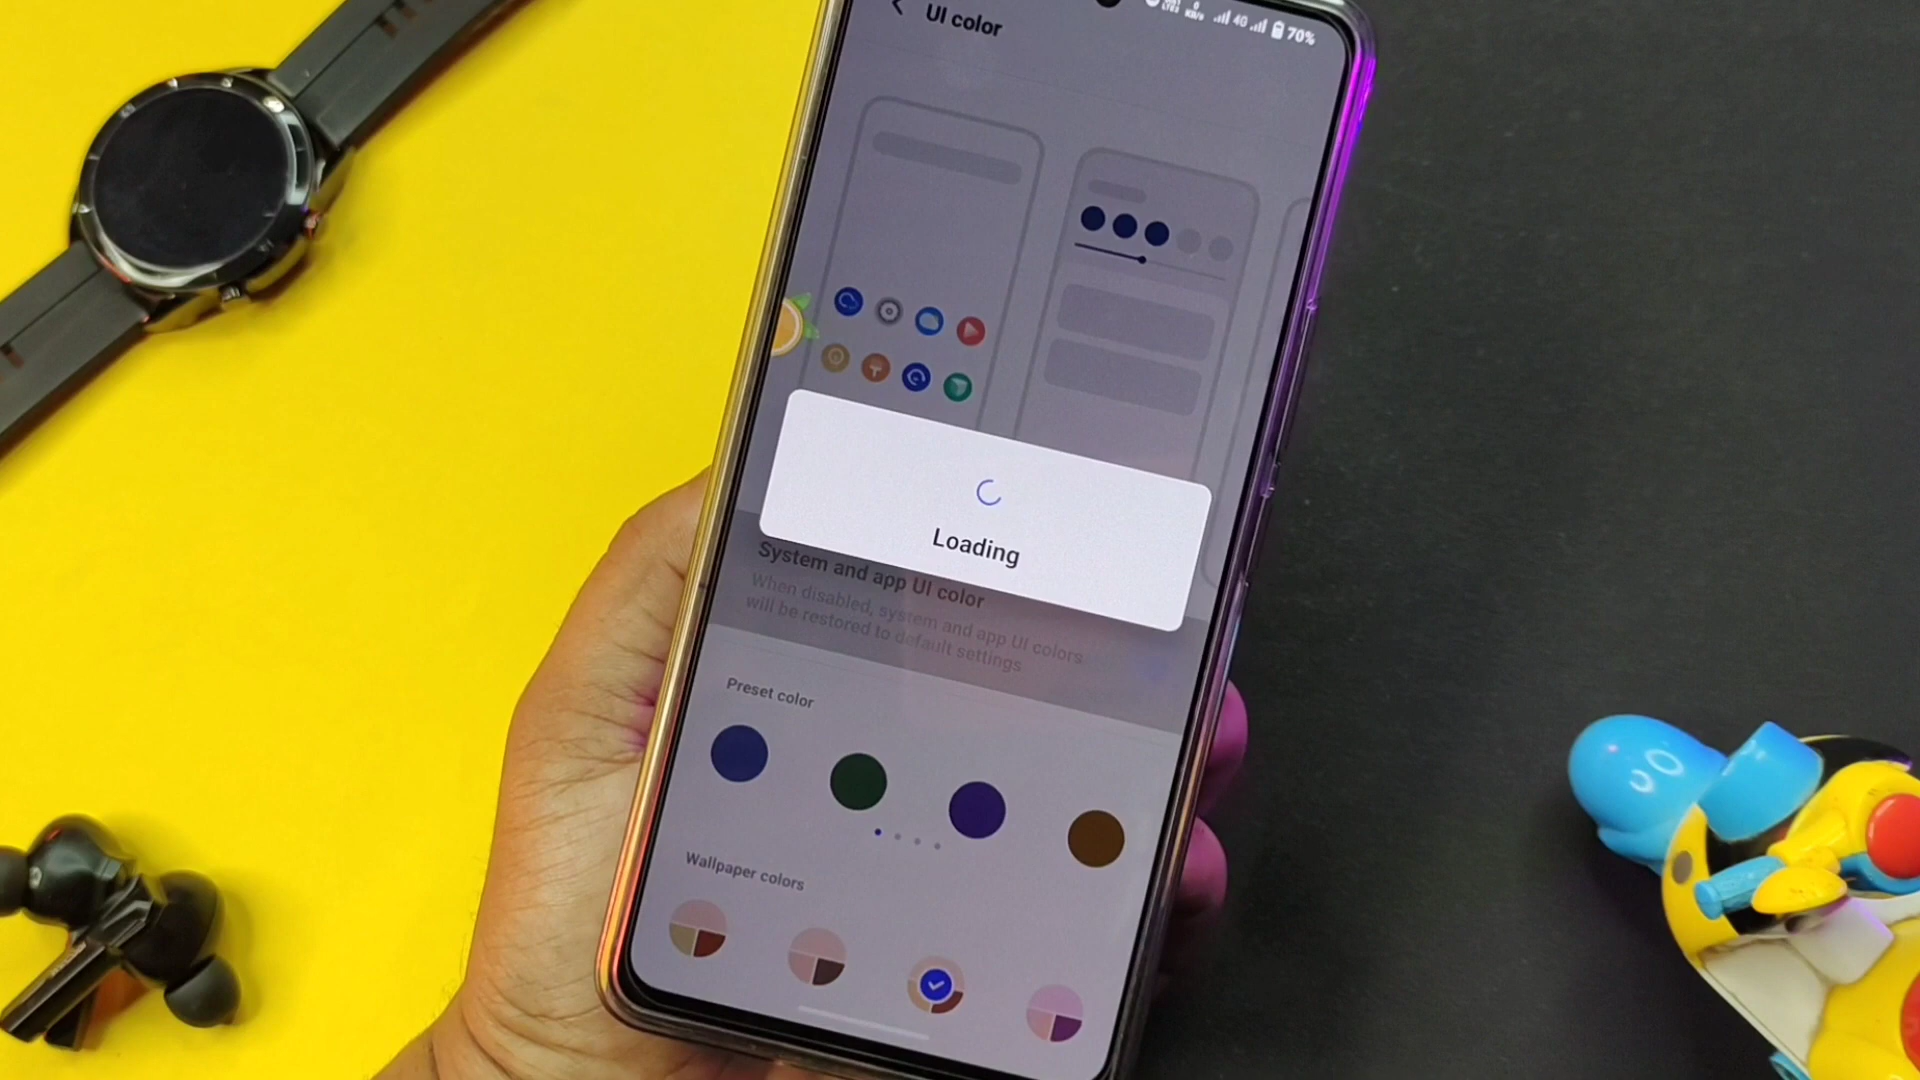 UI color
4G 70%
Loading
System and app UI color
When disabled, system and app UI colors
will be restored to default settings
Preset color
Wallpaper colors